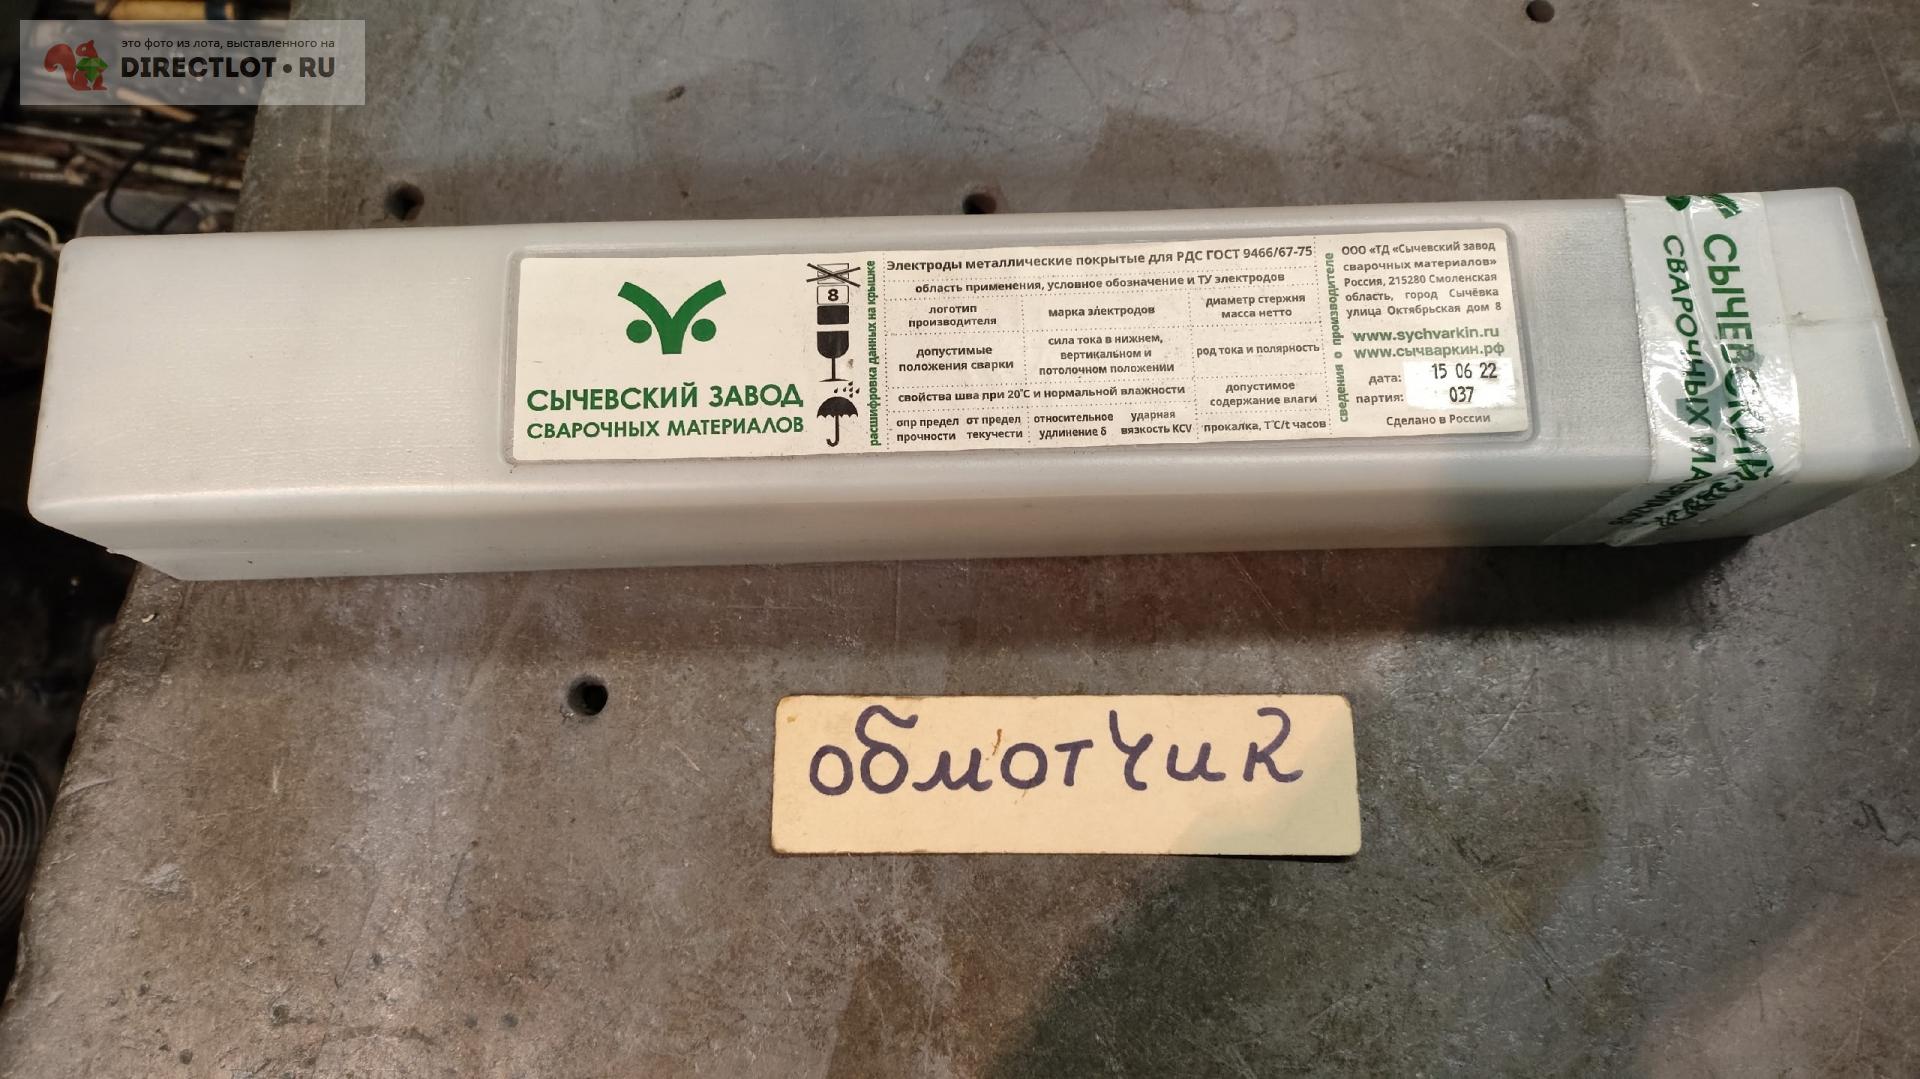 это фото из лота, выставленного на
DIRECTLOT•RU
СЫЧЕВСКИЙ ЗАВОД
СВАРОЧНЫХ МАТЕРИАЛОВ
8
расшифровка данных на крышке
Электроды металлические покрытые для РДС ГОСТ 9466/67-75
область применения, условное обозначение и ТУ электродов
логотип
производителя
марка электродов
диаметр стержня
масса нетто
допустимые
положения сварки
сила тока в нижнем,
вертикальном и
потолочном положении
род тока и полярность
свойства шва при 20°С и нормальной влажности
допустимое
содержание влаги
σпр предел
прочности
σт предел
текучести
относительное
удлинение δ
ударная
вязкость KCV
прокалка, T°C/t часов
сведения о производителе
ООО «ТД «Сычевский завод
сварочных материалов»
Россия, 215280 Смоленская
область, город Сычёвка
улица Октябрьская дом 8
www.sychvarkin.ru
www.сычваркин.рф
дата: 15 06 22
партия: 037
Сделано в России
СЫЧЕВСКИЙ
СВАРОЧНЫХ
обмотчик